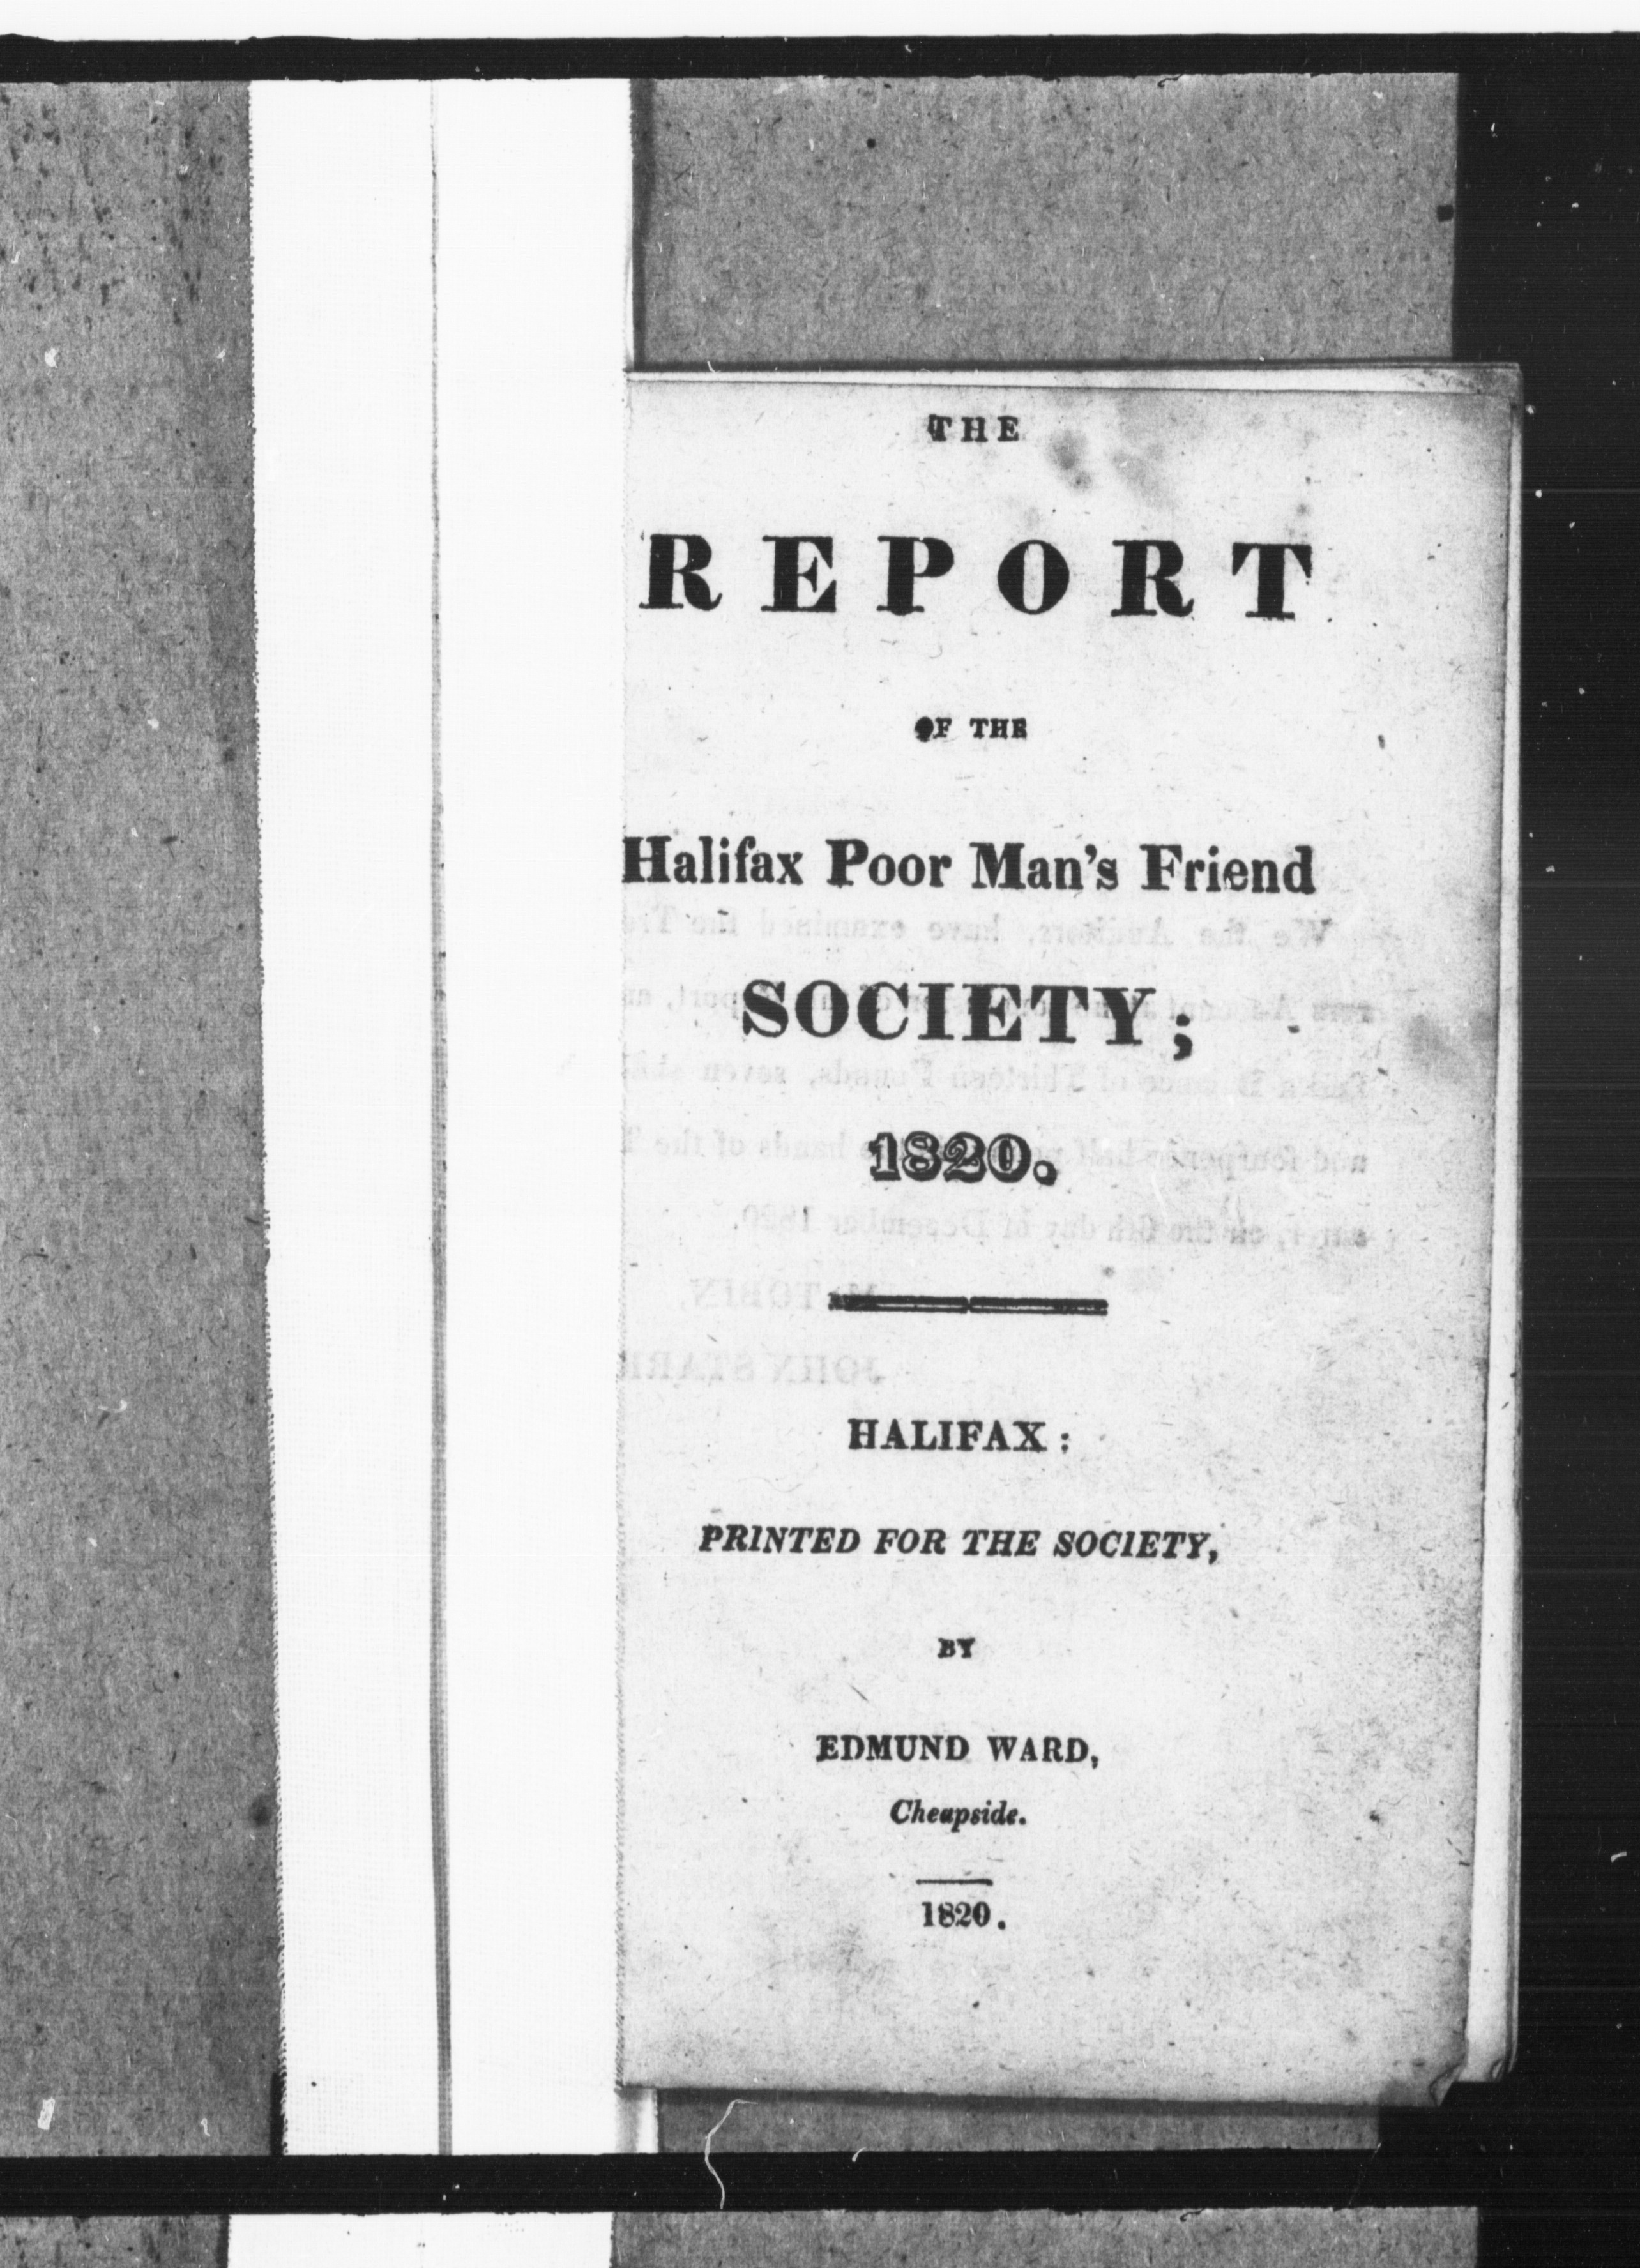 THE
REPORT
OF THE
Halifax Poor Man's Friend
SOCIETY;
1820.
HALIFAX:
PRINTED FOR THE SOCIETY,
BY
EDMUND WARD,
Cheapside.
1820.